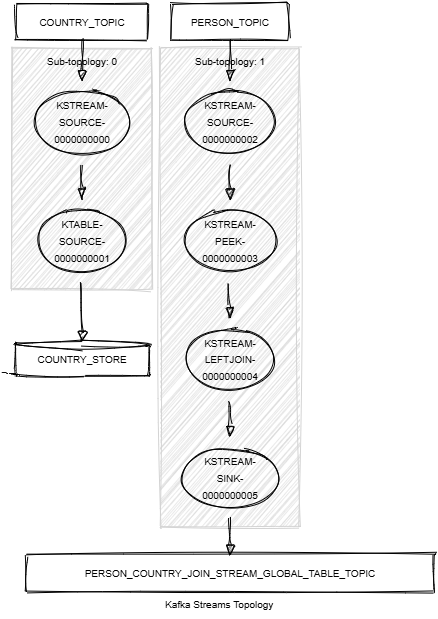 COUNTRY_TOPIC
PERSON_TOPIC
Sub-topology: 0
Sub-topology: 1
KSTREAM-
SOURCE-
0000000000
KSTREAM-
SOURCE-
0000000002
KTABLE-
SOURCE-
0000000001
KSTREAM-
PEEK-
0000000003
COUNTRY_STORE
KSTREAM-
LEFTJOIN-
0000000004
KSTREAM-
SINK-
0000000005
PERSON_COUNTRY_JOIN_STREAM_GLOBAL_TABLE_TOPIC
Kafka Streams Topology